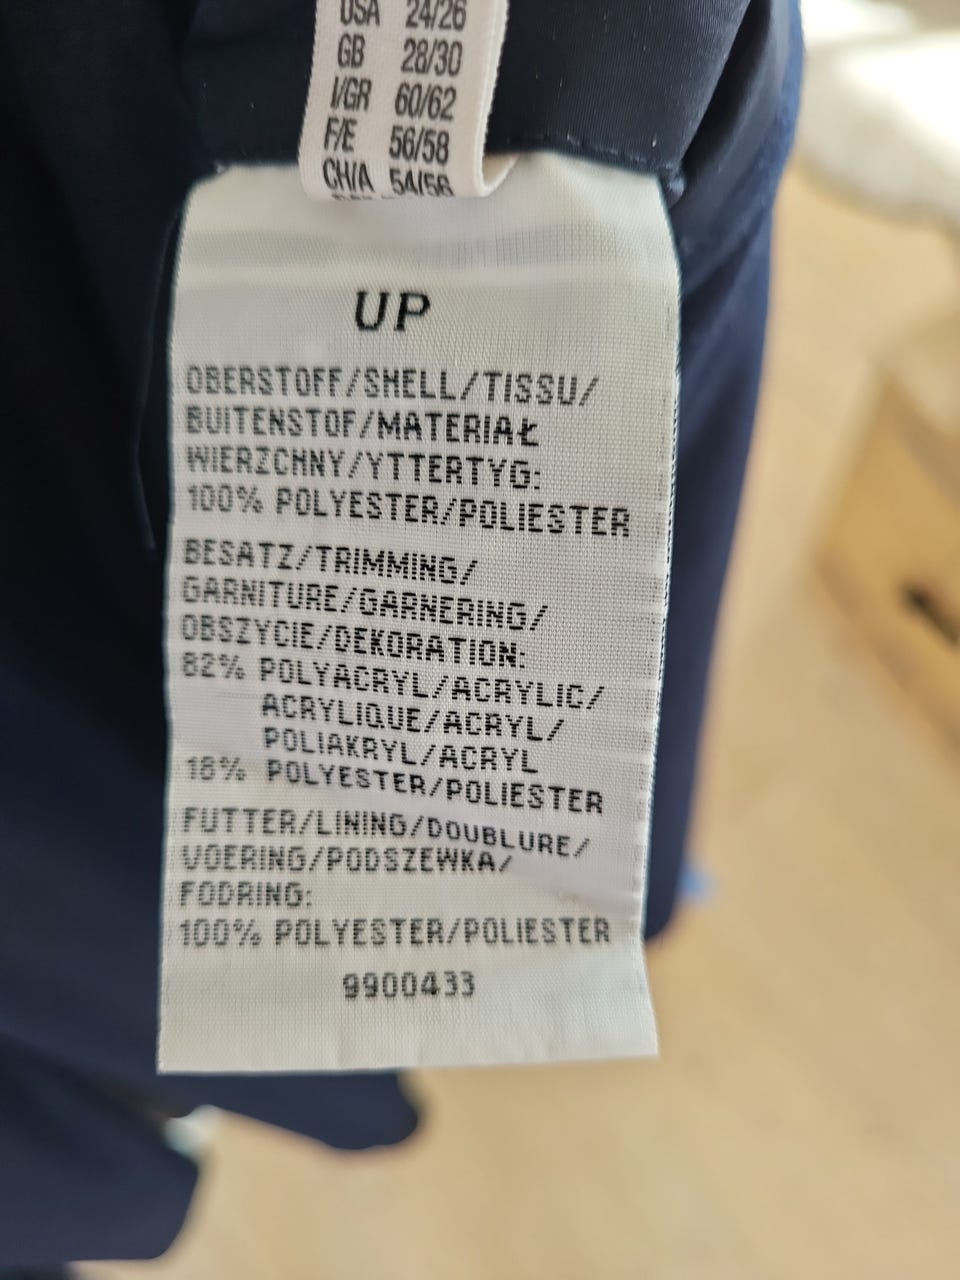 USA 24/26
GB 28/30
I/GR 60/62
F/E 56/58
CH/A 54/56
UP
OBERSTOFF/SHELL/TISSU/
BUITENSTOF/MATERIAŁ
WIERZCHNY/YTTERTYG:
100% POLYESTER/POLIESTER
BESATZ/TRIMMING/
GARNITURE/GARNERING/
OBSZYCIE/DEKORATION:
82% POLYACRYL/ACRYLIC/
ACRYLIQUE/ACRYL/
POLIAKRYL/ACRYL
18% POLYESTER/POLIESTER
FUTTER/LINING/DOUBLURE/
VOERING/PODSZEWKA/
FODRING:
100% POLYESTER/POLIESTER
9900433